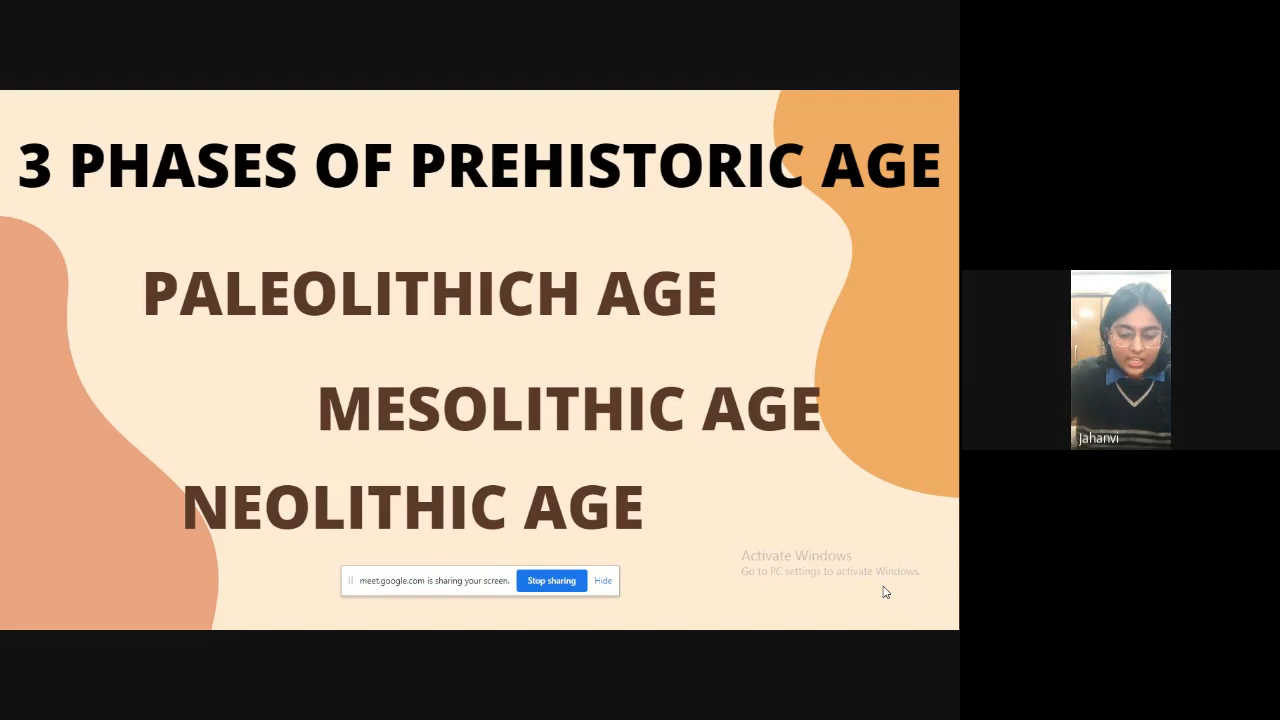 3 PHASES OF PREHISTORIC AGE
PALEOLITHICH AGE
MESOLITHIC AGE
NEOLITHIC AGE
Activate Windows
Go to PC settings to activate Windows.
meet.google.com is sharing your screen. Stop sharing Hide
Jahanvi